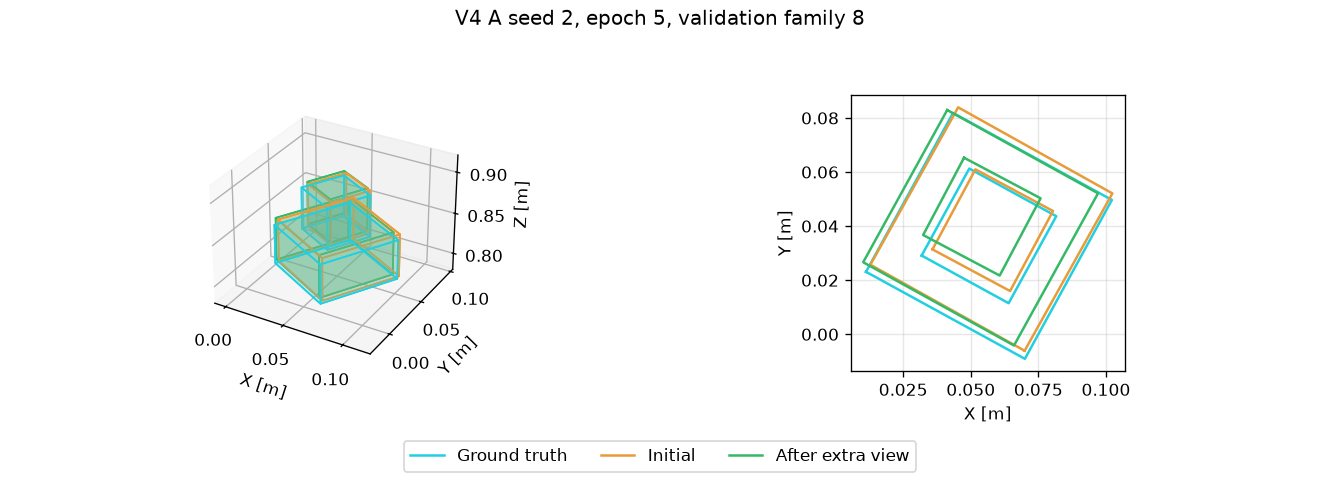 V4 A seed 2, epoch 5, validation family 8
0.90
0.85
0.80
Z [m]
0.00
0.05
0.10
X [m]
0.00
0.05
0.10
Y [m]
0.08
0.06
0.04
0.02
0.00
Y [m]
0.025 0.050 0.075 0.100
X [m]
Ground truth Initial After extra view